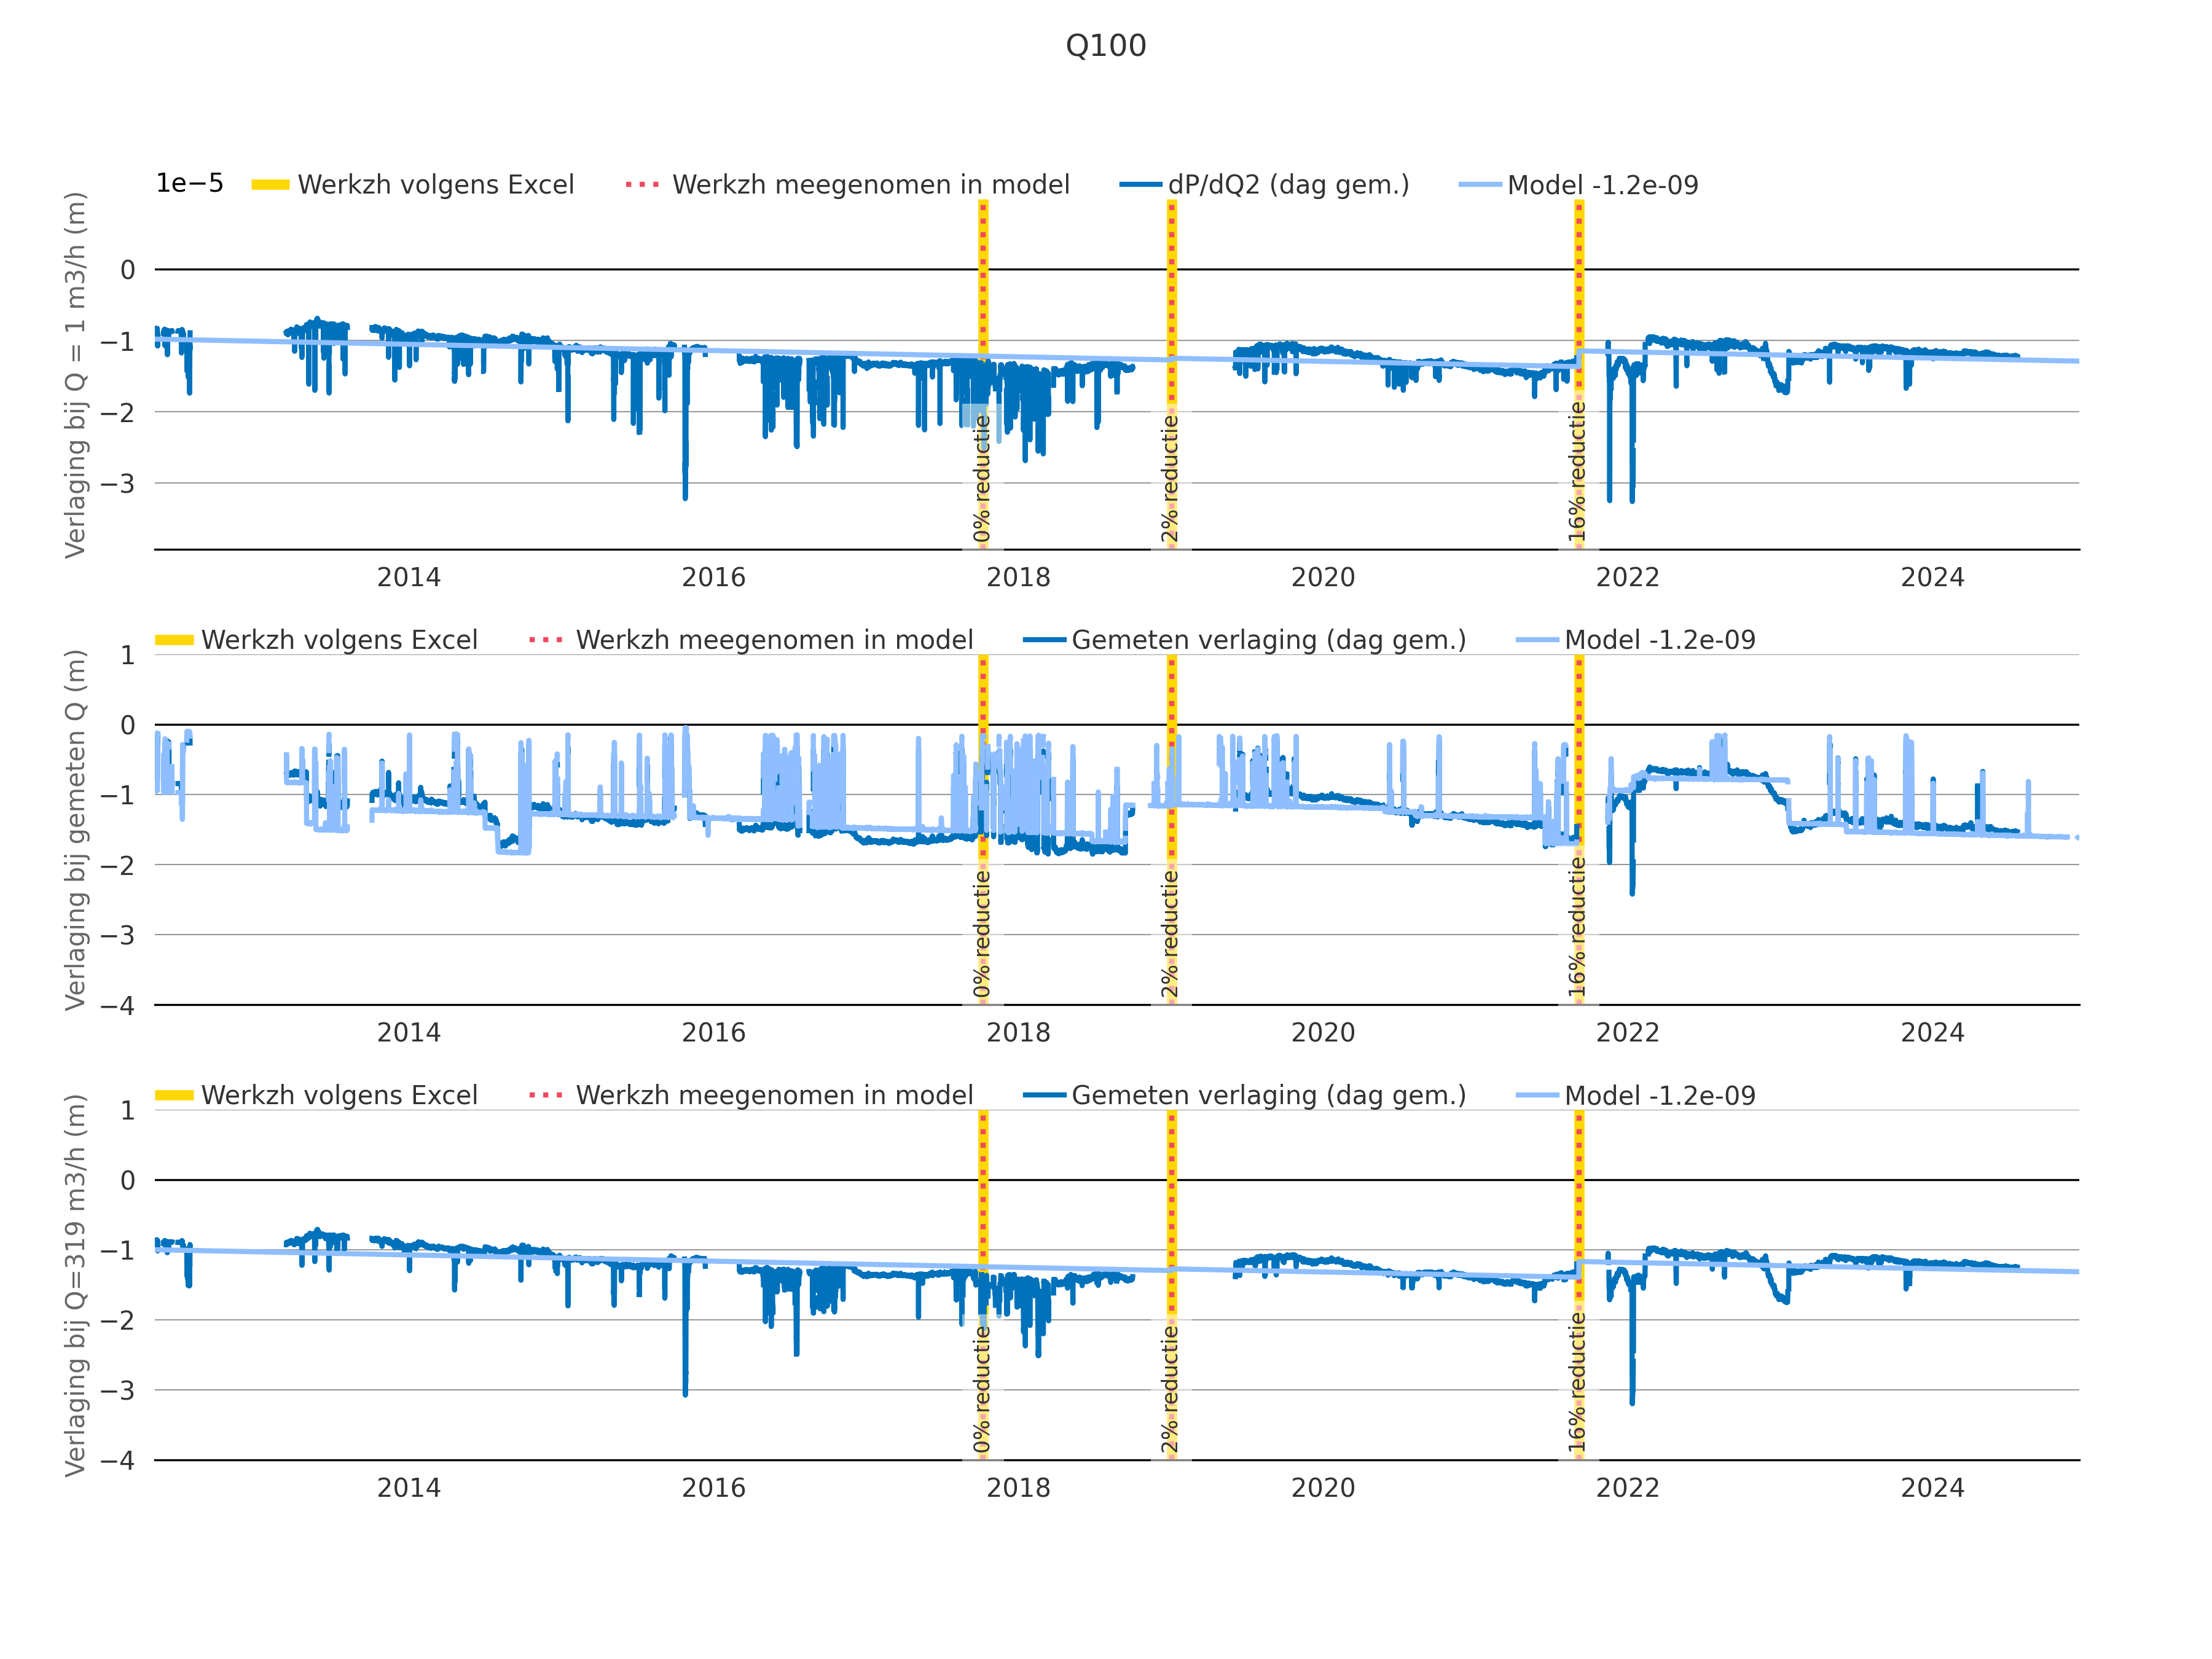 Q100
1e−5 Werkzh volgens Excel Werkzh meegenomen in model dP/dQ2 (dag gem.) Model -1.2e-09
Verlaging bij Q = 1 m3/h (m)
0
−1
−2
−3
0% reductie
2% reductie
16% reductie
2014 2016 2018 2020 2022 2024
Werkzh volgens Excel Werkzh meegenomen in model Gemeten verlaging (dag gem.) Model -1.2e-09
Verlaging bij gemeten Q (m)
1
0
−1
−2
−3
−4
0% reductie
2% reductie
16% reductie
2014 2016 2018 2020 2022 2024
Werkzh volgens Excel Werkzh meegenomen in model Gemeten verlaging (dag gem.) Model -1.2e-09
Verlaging bij Q=319 m3/h (m)
1
0
−1
−2
−3
−4
0% reductie
2% reductie
16% reductie
2014 2016 2018 2020 2022 2024